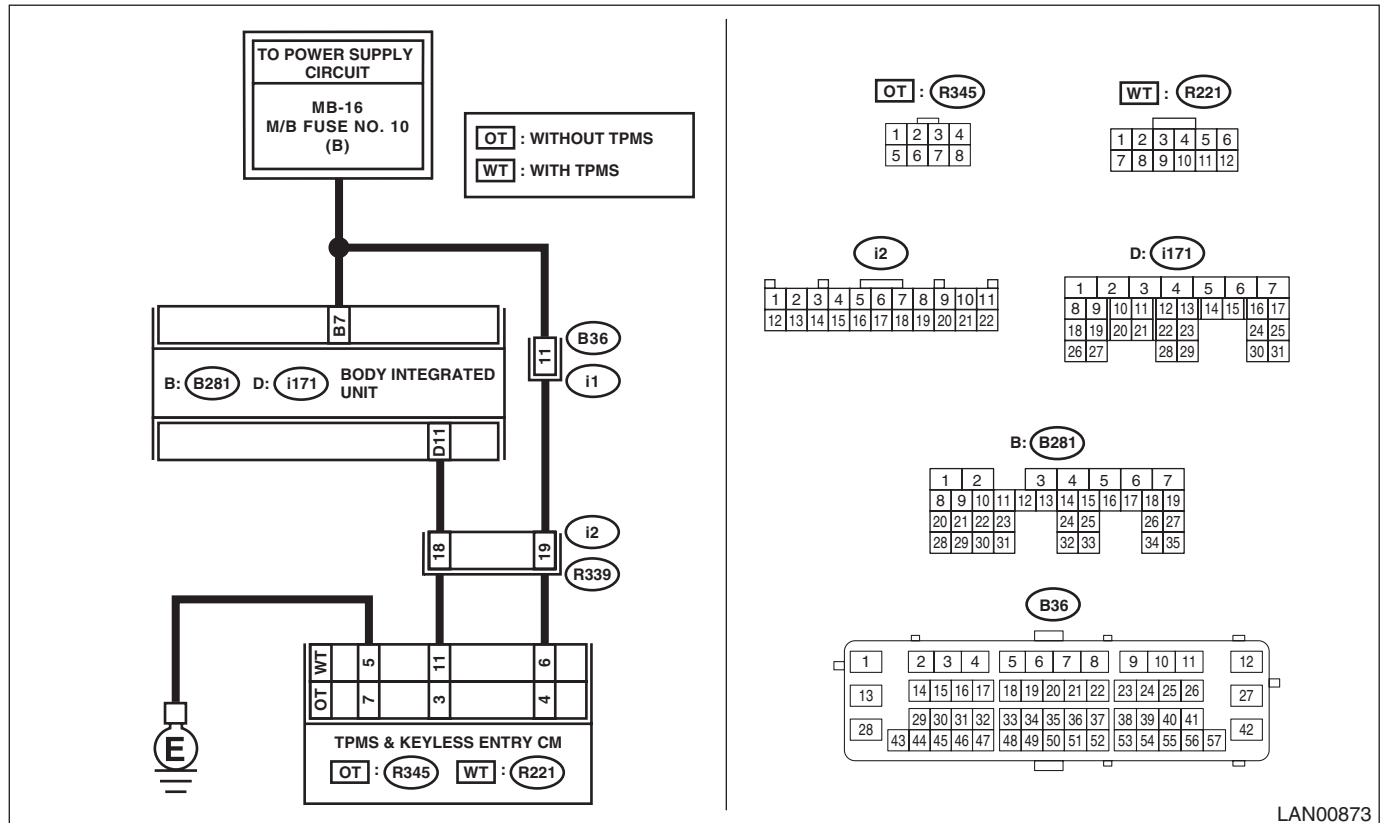 TO POWER SUPPLY
CIRCUIT
MB-16
M/B FUSE NO. 10
(B)
OT : WITHOUT TPMS
WT : WITH TPMS
B7
B: B281 D: i171 BODY INTEGRATED
UNIT
D11
11
B36
i1
18
19
i2
R339
WT 5 11 6
OT 7 3 4
TPMS & KEYLESS ENTRY CM
OT : R345 WT : R221
E
OT : R345
1 2 3 4
5 6 7 8
WT : R221
1 2 3 4 5 6
7 8 9 10 11 12
i2
1 2 3 4 5 6 7 8 9 10 11
12 13 14 15 16 17 18 19 20 21 22
D: i171
1 2 3 4 5 6 7
8 9 10 11 12 13 14 15 16 17
18 19 20 21 22 23 24 25
26 27 28 29 30 31
B: B281
1 2 3 4 5 6 7
8 9 10 11 12 13 14 15 16 17 18 19
20 21 22 23 24 25 26 27
28 29 30 31 32 33 34 35
B36
1 2 3 4 5 6 7 8 9 10 11 12
13 14 15 16 17 18 19 20 21 22 23 24 25 26 27
28 29 30 31 32 33 34 35 36 37 38 39 40 41 42
43 44 45 46 47 48 49 50 51 52 53 54 55 56 57
LAN00873